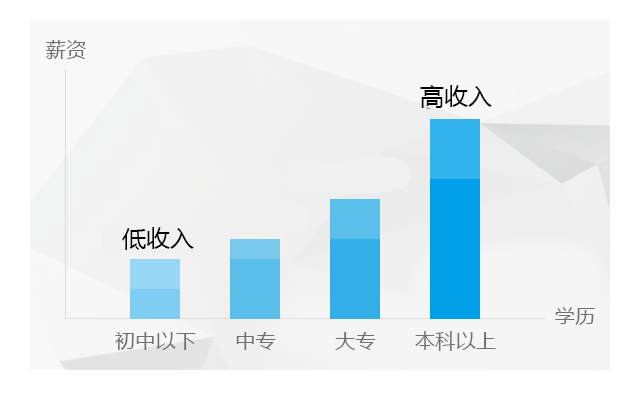 薪资
高收入
低收入
学历
初中以下
中专
大专
本科以上